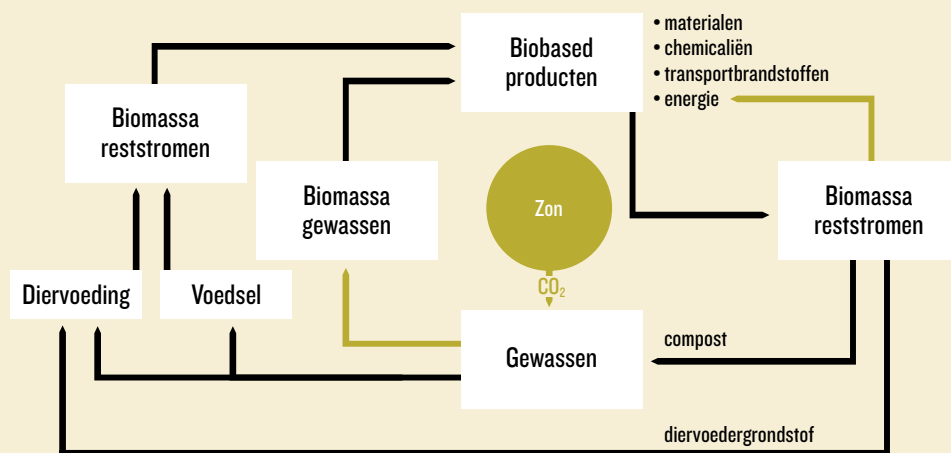 Biobased
producten
• materialen
• chemicaliën
• transportbrandstoffen
• energie
Biomassa
reststromen
Biomassa
gewassen
Zon
Biomassa
reststromen
CO₂
Diervoeding
Voedsel
Gewassen
compost
diervoedergrondstof